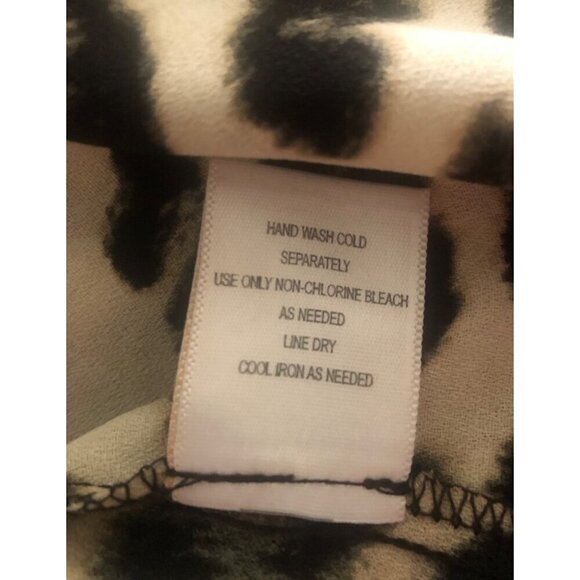 HAND WASH COLD
SEPARATELY
USE ONLY NON-CHLORINE BLEACH
AS NEEDED
LINE DRY
COOL IRON AS NEEDED